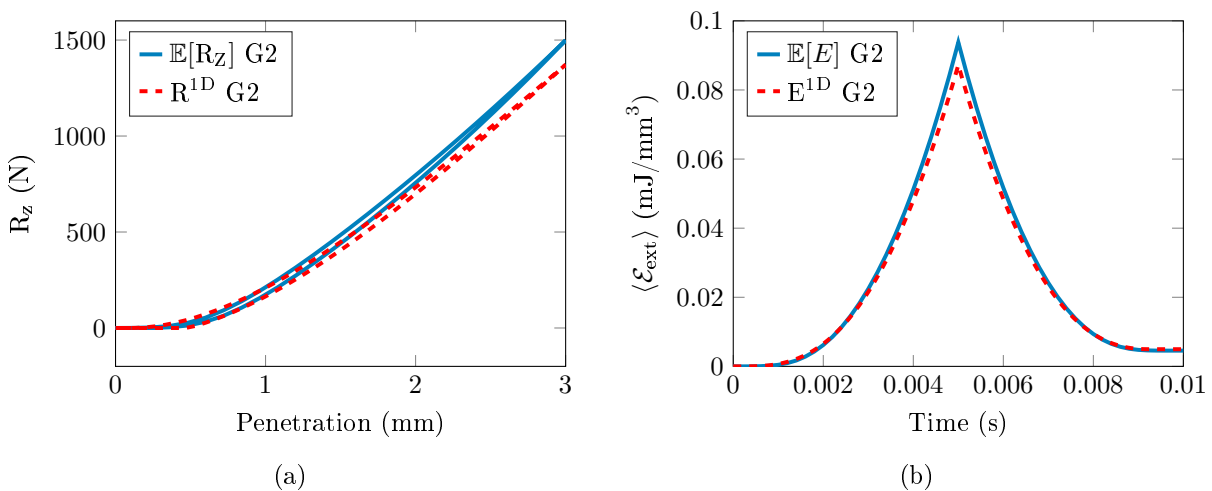 𝔼[R_Z] G2
R^1D G2
1500
1000
500
0
R_z (N)
0 1 2 3
Penetration (mm)
(a)
𝔼[E] G2
E^1D G2
0.1
0.08
0.06
0.04
0.02
0
⟨ℰ_ext⟩ (mJ/mm^3)
0 0.002 0.004 0.006 0.008 0.01
Time (s)
(b)